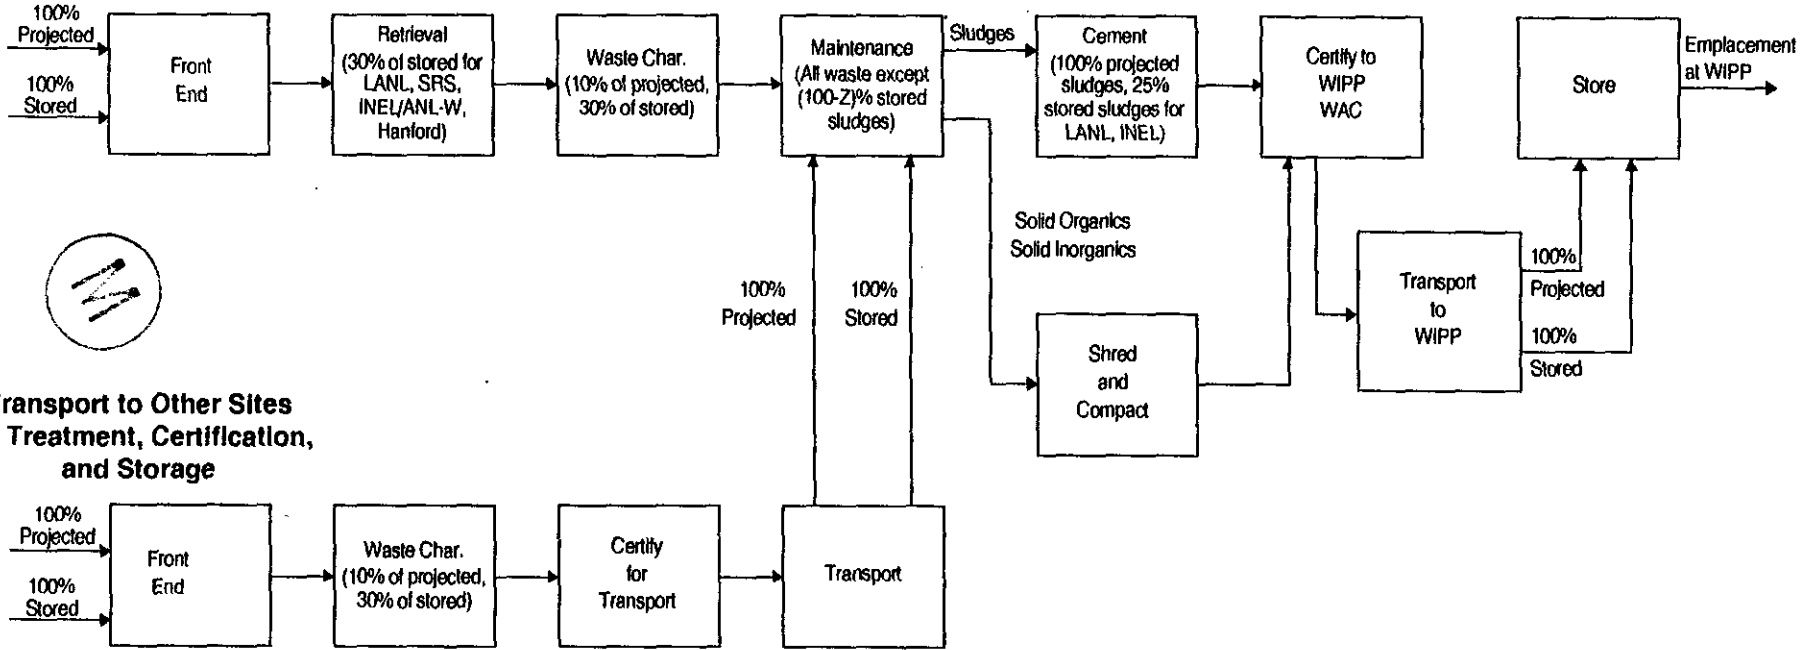 100%
Projected
100%
Stored
Front
End
Retrieval
(30% of stored for
LANL, SRS,
INEL/ANL-W,
Hanford)
Waste Char.
(10% of projected,
30% of stored)
Maintenance
(All waste except
(100-Z)% stored
sludges)
Sludges
Cement
(100% projected
sludges, 25%
stored sludges for
LANL, INEL)
Certify to
WIPP
WAC
Store
Emplacement
at WIPP
Solid Organics
Solid Inorganics
100%
Projected
100%
Stored
Shred
and
Compact
Transport
to
WIPP
100%
Projected
100%
Stored
ransport to Other Sites
Treatment, Certification,
and Storage
100%
Projected
100%
Stored
Front
End
Waste Char.
(10% of projected,
30% of stored)
Certify
for
Transport
Transport